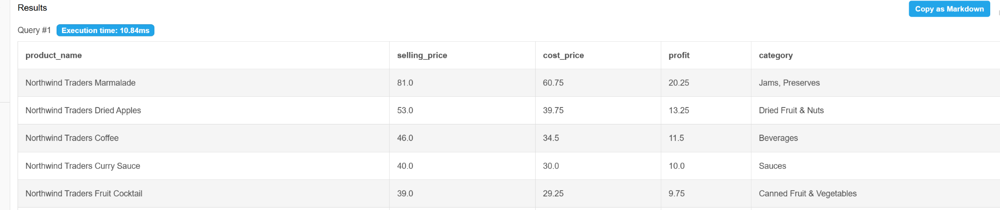 Results
Copy as Markdown
Query #1 Execution time: 10.84ms
product_name selling_price cost_price profit category
Northwind Traders Marmalade 81.0 60.75 20.25 Jams, Preserves
Northwind Traders Dried Apples 53.0 39.75 13.25 Dried Fruit & Nuts
Northwind Traders Coffee 46.0 34.5 11.5 Beverages
Northwind Traders Curry Sauce 40.0 30.0 10.0 Sauces
Northwind Traders Fruit Cocktail 39.0 29.25 9.75 Canned Fruit & Vegetables